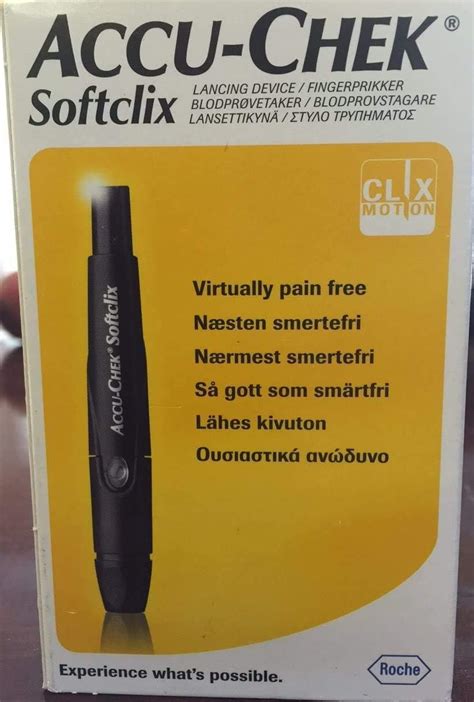 ACCU-CHEK®
Softclix
LANCING DEVICE / FINGERPRIKKER
BLODPRØVETAKER / BLODPROVSTAGARE
LANSETTIKYNÄ / ΣΤΥΛΟ ΤΡΥΠΗΜΑΤΟΣ
CLIX
MOTION
ACCU-CHEK® Softclix
Virtually pain free
Næsten smertefri
Nærmest smertefri
Så gott som smärtfri
Lähes kivuton
Ουσιαστικά ανώδυνο
Experience what's possible.
Roche